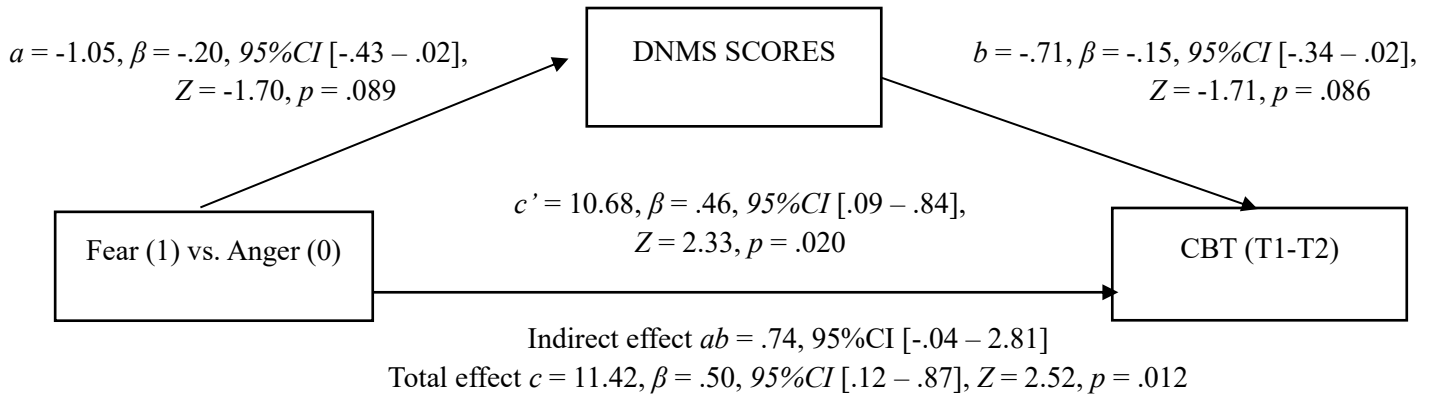 a = -1.05, β = -.20, 95%CI [-.43 – .02],
Z = -1.70, p = .089
DNMS SCORES
b = -.71, β = -.15, 95%CI [-.34 – .02],
Z = -1.71, p = .086
c’ = 10.68, β = .46, 95%CI [.09 – .84],
Z = 2.33, p = .020
Fear (1) vs. Anger (0)
CBT (T1-T2)
Indirect effect ab = .74, 95%CI [-.04 – 2.81]
Total effect c = 11.42, β = .50, 95%CI [.12 – .87], Z = 2.52, p = .012